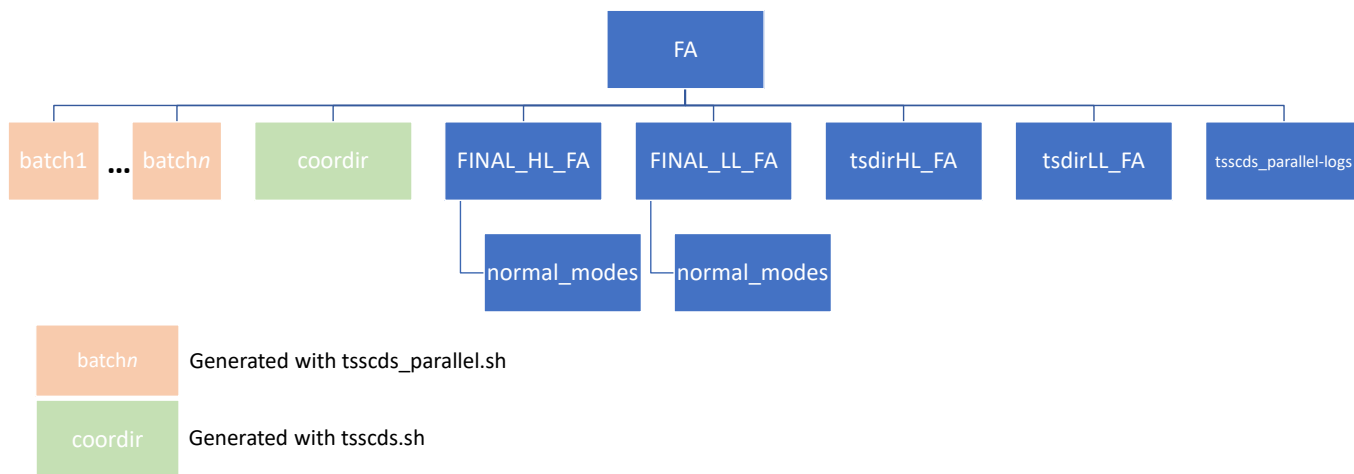 FA
batch1
...
batchn
coordir
FINAL_HL_FA
FINAL_LL_FA
tsdirHL_FA
tsdirLL_FA
tsscds_parallel-logs
normal_modes
normal_modes
batchn
Generated with tsscds_parallel.sh
coordir
Generated with tsscds.sh